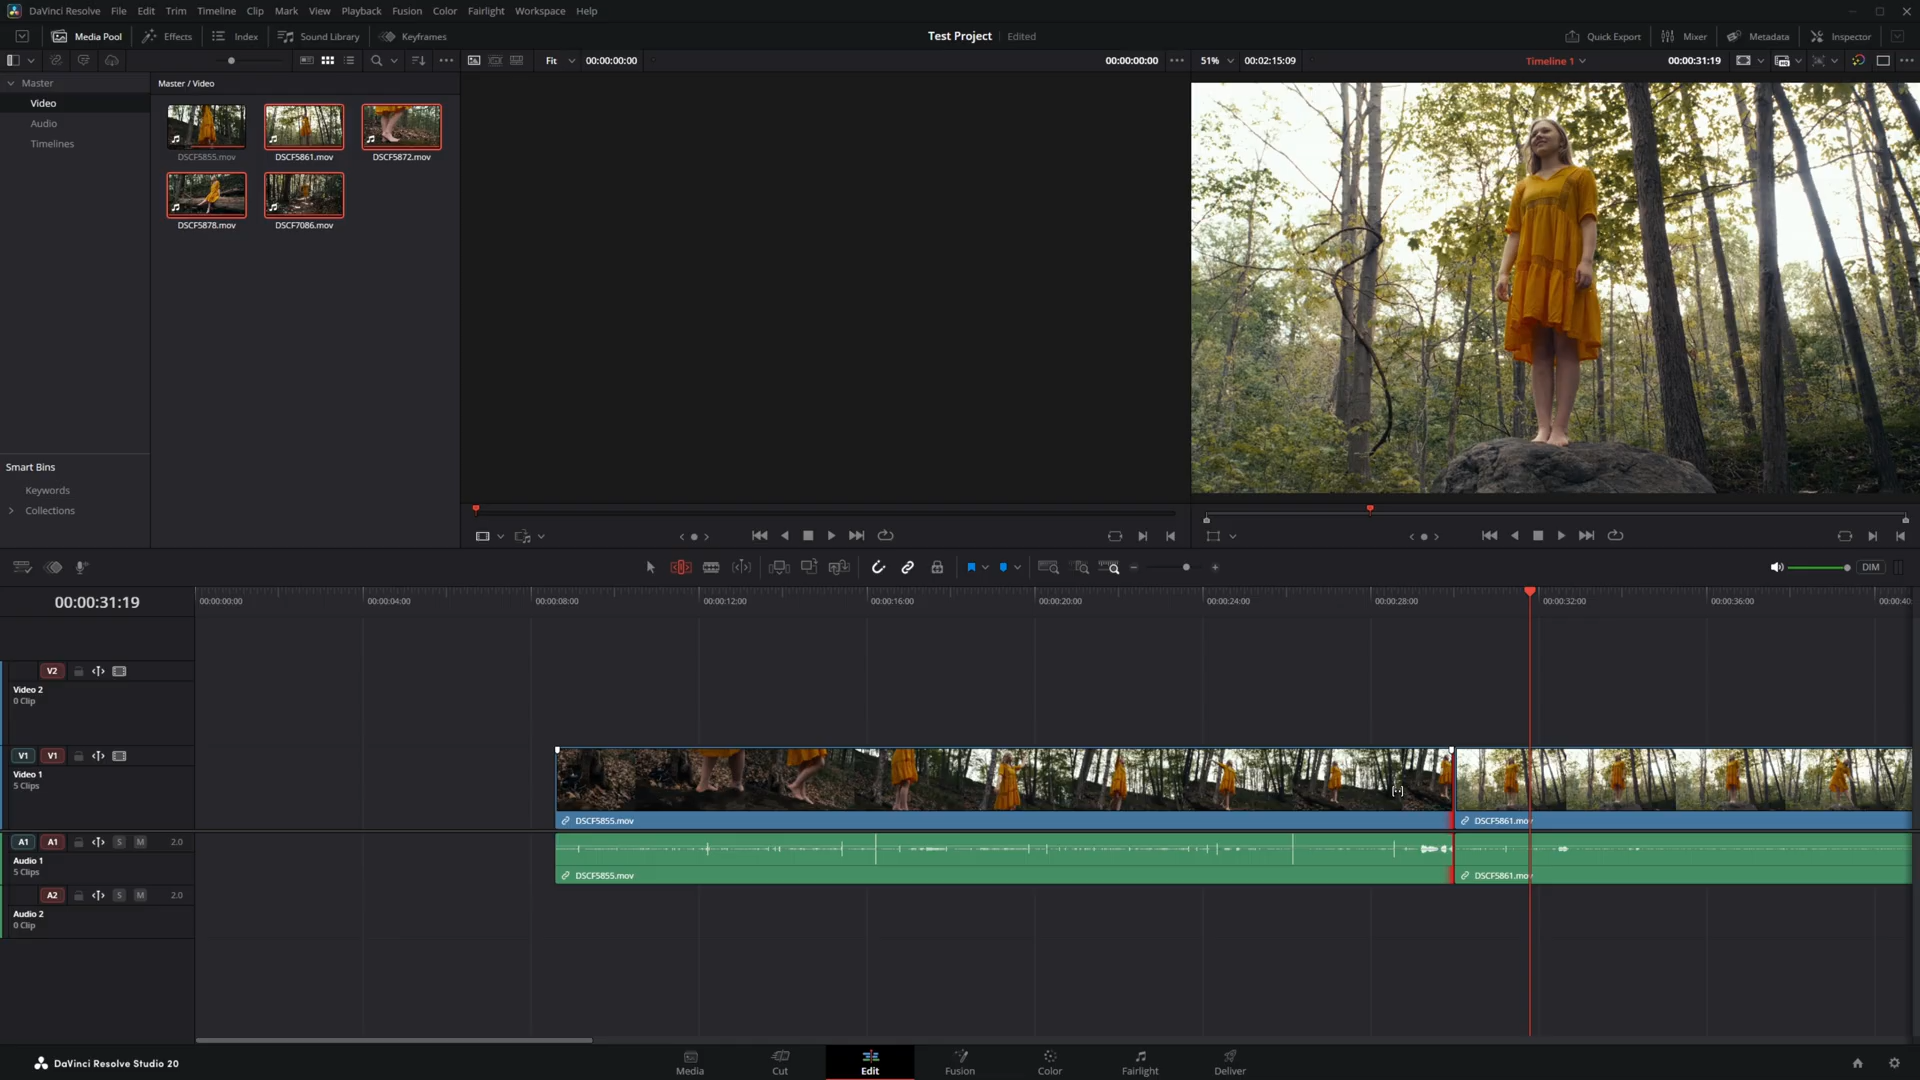 DaVinci Resolve File Edit Trim Timeline Clip Mark View Playback Fusion Color Fairlight Workspace Help
Media Pool Effects Index Sound Library Keyframes Test Project Edited Quick Export Mixer Metadata Inspector
Fit 00:00:00:00 00:00:00:00 51% 00:02:15:09 Timeline 1 00:00:31:19
Master
Video
Audio
Timelines
Master / Video
DSCF5855.mov DSCF5861.mov DSCF5872.mov
DSCF5878.mov DSCF7086.mov
Smart Bins
Keywords
Collections
DIM
00:00:31:19 00:00:00:00 00:00:04:00 00:00:08:00 00:00:12:00 00:00:16:00 00:00:20:00 00:00:24:00 00:00:28:00 00:00:32:00 00:00:36:00 00:00:40
V2
Video 2
0 Clip
V1 V1
Video 1
5 Clips
DSCF5855.mov DSCF5861.mov
A1 A1 S M 2.0
Audio 1
5 Clips
DSCF5855.mov DSCF5861.mov
A2 S M 2.0
Audio 2
0 Clip
DaVinci Resolve Studio 20 Media Cut Edit Fusion Color Fairlight Deliver